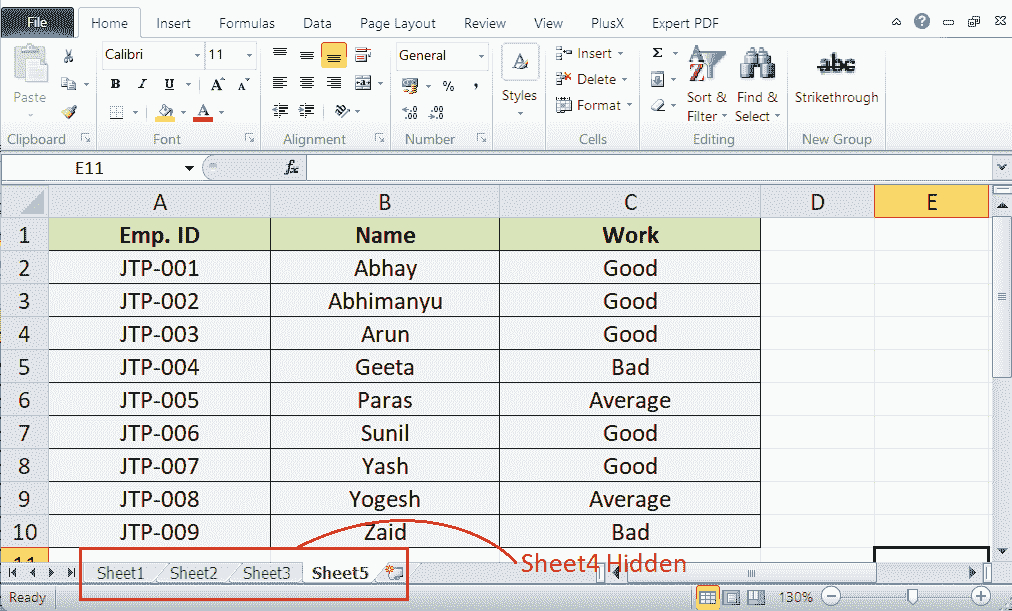 File Home Insert Formulas Data Page Layout Review View PlusX Expert PDF
Calibri 11 General Insert Σ
Paste B I U A A % , Styles Delete Sort & Find & Strikethrough
Format Filter Select
Clipboard Font Alignment Number Cells Editing New Group
E11 fx
A B C D E
1 Emp. ID Name Work
2 JTP-001 Abhay Good
3 JTP-002 Abhimanyu Good
4 JTP-003 Arun Good
5 JTP-004 Geeta Bad
6 JTP-005 Paras Average
7 JTP-006 Sunil Good
8 JTP-007 Yash Good
9 JTP-008 Yogesh Average
10 JTP-009 Zaid Bad
11
Sheet1 Sheet2 Sheet3 Sheet5 Sheet4 Hidden
Ready 130%